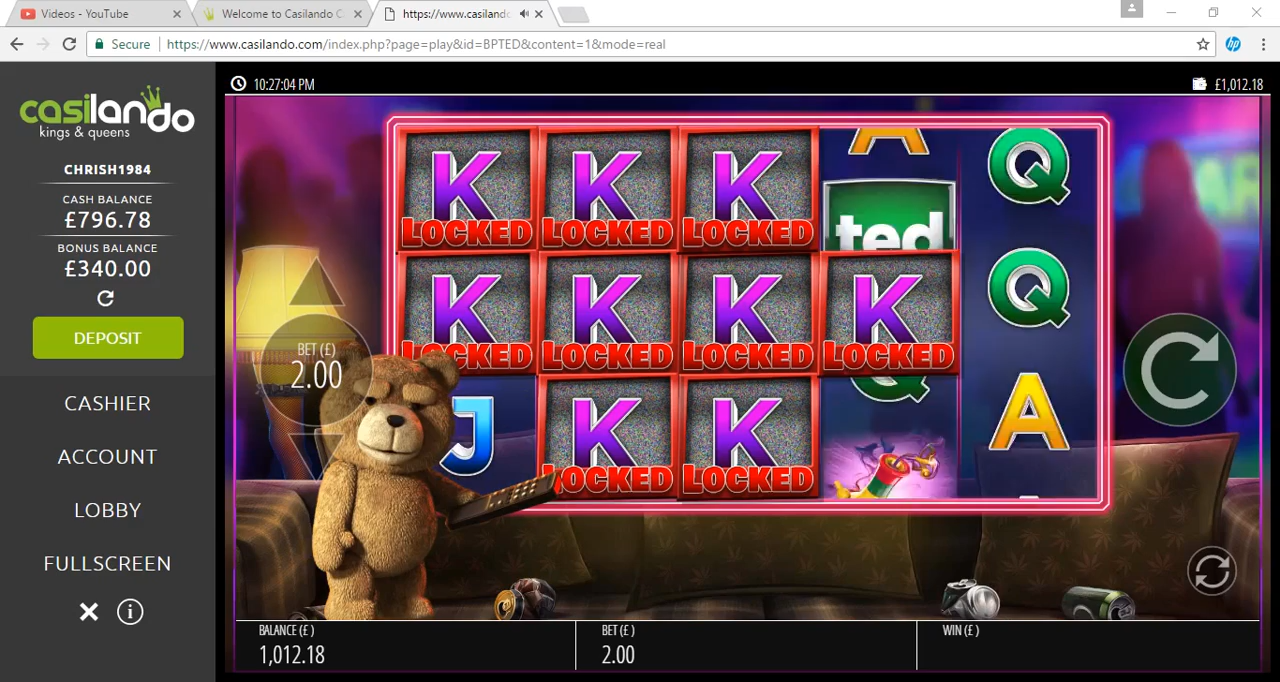 Videos - YouTube
Welcome to Casilando C
https://www.casilando
Secure
https://www.casilando.com/index.php?page=play&id=BPTED&content=1&mode=real
hp
casilando
kings & queens
CHRISH1984
CASH BALANCE
£796.78
BONUS BALANCE
£340.00
DEPOSIT
CASHIER
ACCOUNT
LOBBY
FULLSCREEN
10:27:04 PM
£1,012.18
K K K A Q
LOCKED LOCKED LOCKED ted
K K K K Q
LOCKED LOCKED LOCKED LOCKED
BET (£)
2.00
J K K Q A
LOCKED LOCKED
BALANCE (£) BET (£) WIN (£)
1,012.18 2.00